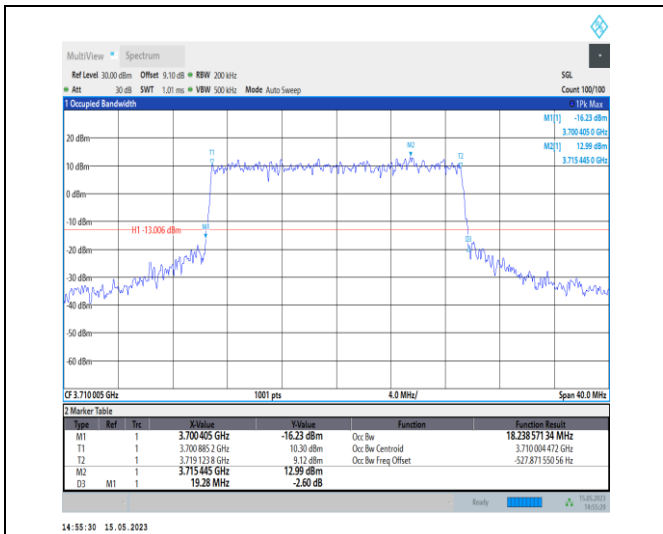 MultiView Spectrum
Ref Level 30.00 dBm Offset 9.10 dB RBW 200 kHz SGL
Att 30 dB SWT 1.01 ms VBW 500 kHz Mode Auto Sweep Count 100/100
1 Occupied Bandwidth 1Pk Max
M1[1] -16.23 dBm
3.700 405 0 GHz
M2[1] 12.99 dBm
3.715 445 0 GHz
20 dBm
T1
M2
T2
10 dBm
0 dBm
-10 dBm
H1 -13.006 dBm
M1
D3
-20 dBm
-30 dBm
-40 dBm
-50 dBm
-60 dBm
CF 3.710 005 GHz 1001 pts 4.0 MHz/ Span 40.0 MHz
2 Marker Table
Type Ref Trc X-Value Y-Value Function Function Result
M1 1 3.700 405 GHz -16.23 dBm Occ Bw 18.238 571 34 MHz
T1 1 3.700 885 2 GHz 10.30 dBm Occ Bw Centroid 3.710 004 472 GHz
T2 1 3.719 123 8 GHz 9.12 dBm Occ Bw Freq Offset -527.871 550 56 Hz
M2 1 3.715 445 GHz 12.99 dBm
D3 M1 1 19.28 MHz -2.60 dB
Ready 15.05.2023
14:55:29
14:55:30 15.05.2023